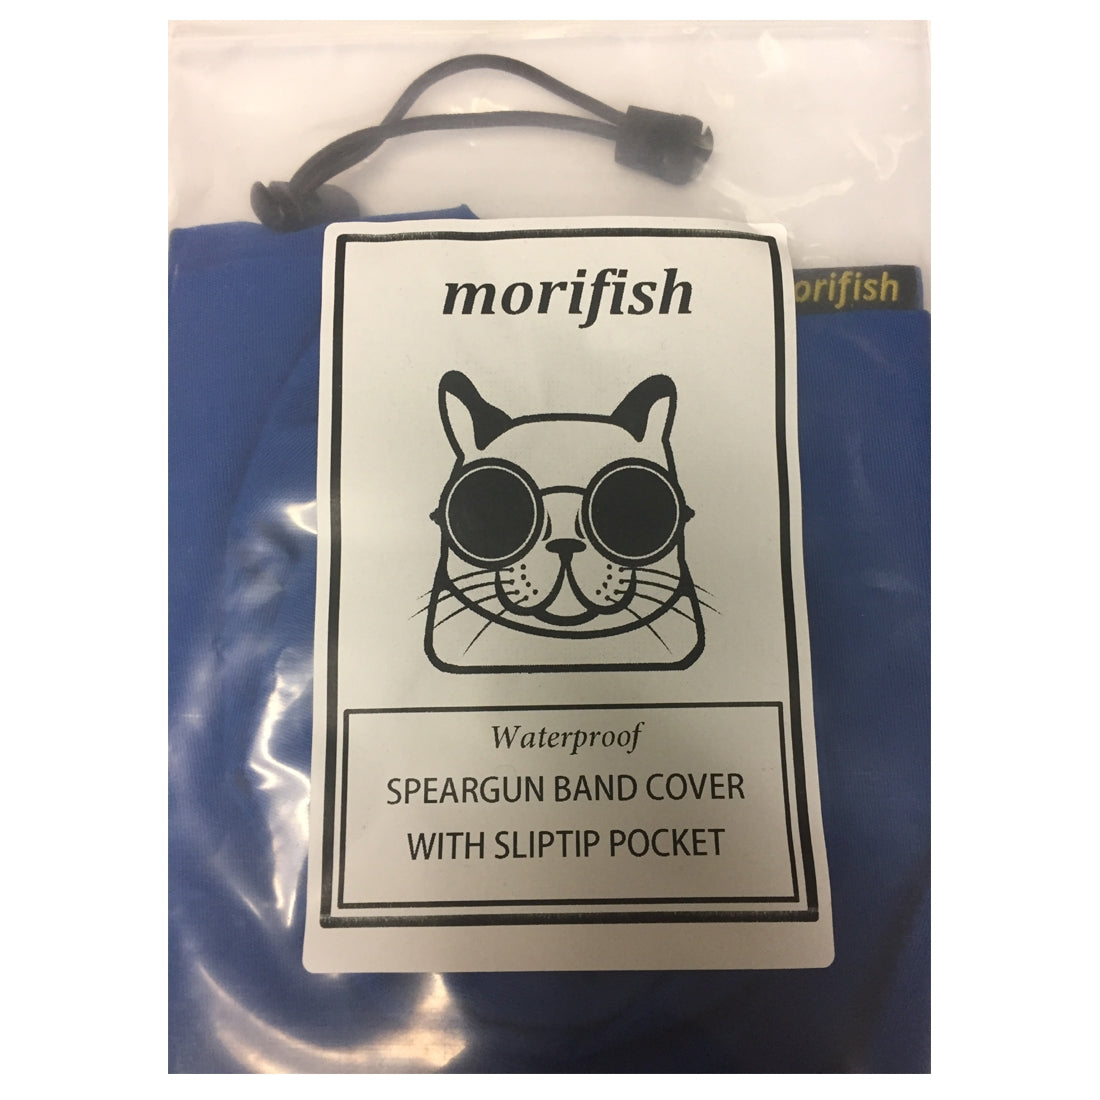 morifish
orifish
Waterproof
SPEARGUN BAND COVER
WITH SLIPTIP POCKET